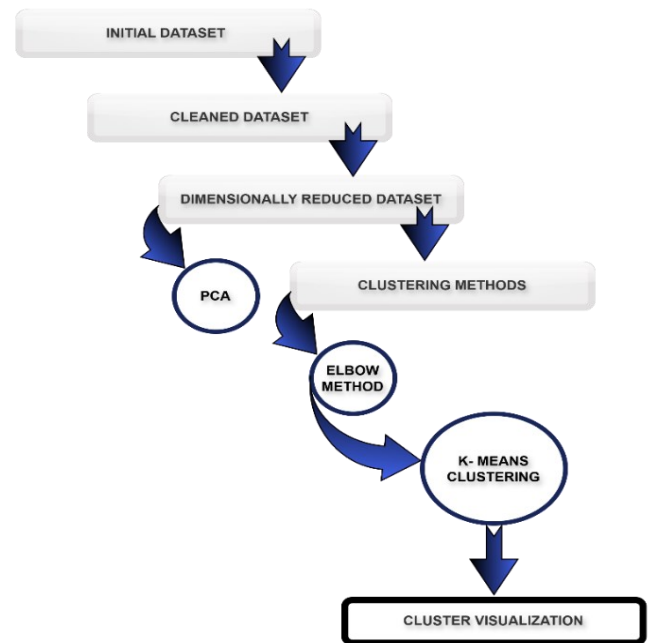 INITIAL DATASET
CLEANED DATASET
DIMENSIONALLY REDUCED DATASET
PCA
CLUSTERING METHODS
ELBOW
METHOD
K- MEANS
CLUSTERING
CLUSTER VISUALIZATION